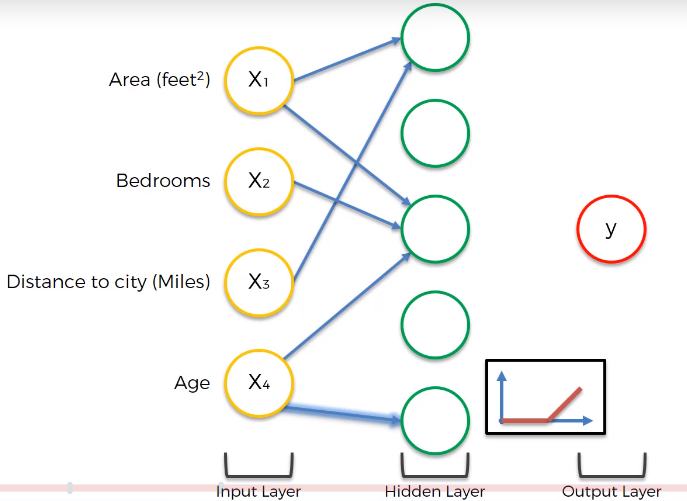 Area (feet²)
X₁
Bedrooms
X₂
y
Distance to city (Miles)
X₃
Age
X₄
Input Layer
Hidden Layer
Output Layer